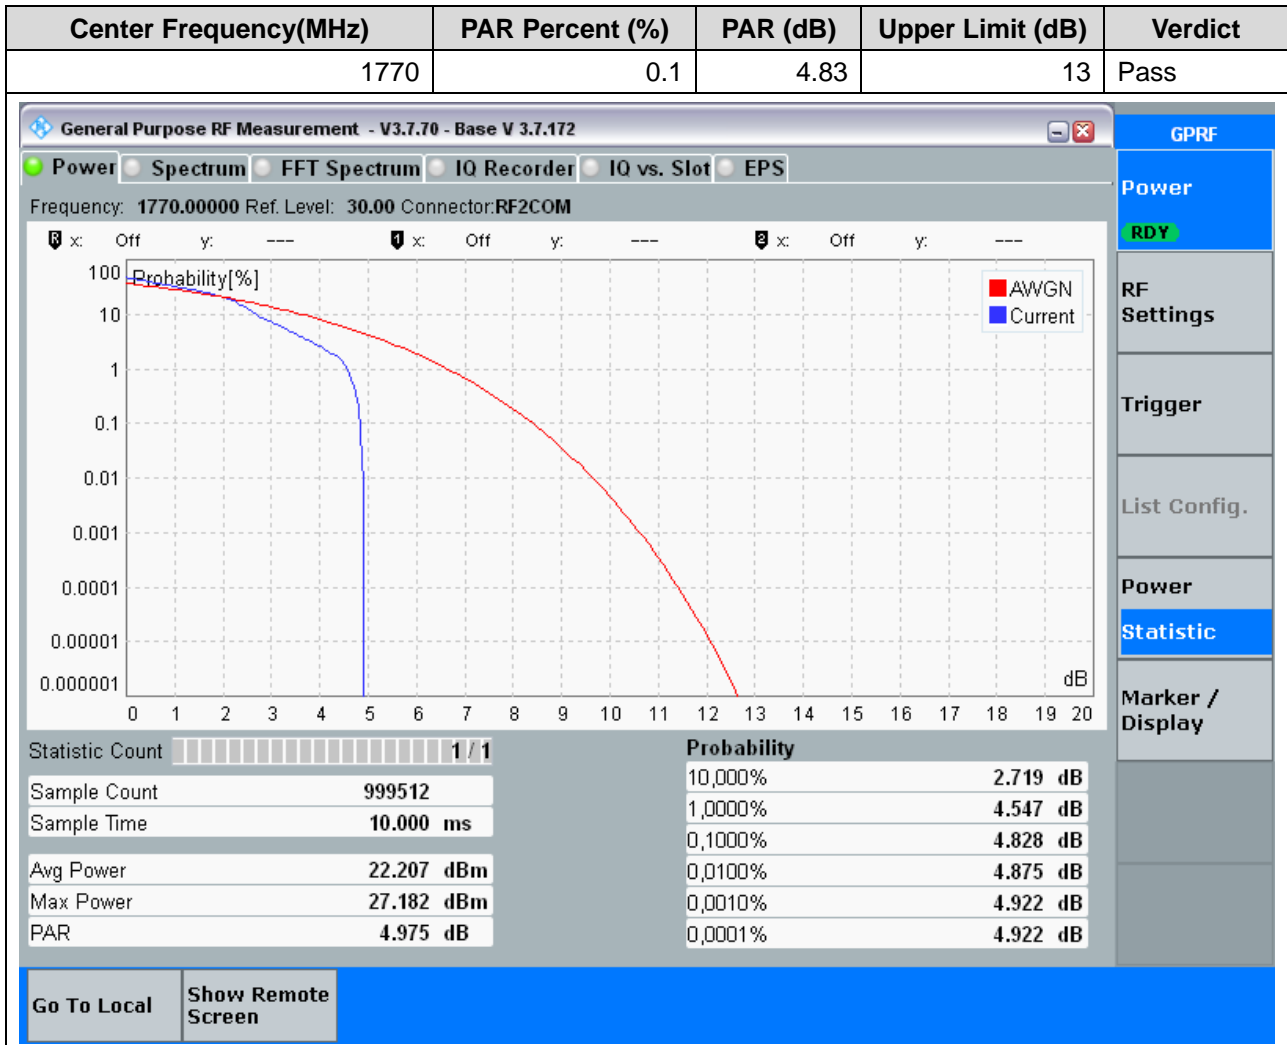 Center Frequency(MHz) PAR Percent (%) PAR (dB) Upper Limit (dB) Verdict
1770 0.1 4.83 13 Pass
General Purpose RF Measurement - V3.7.70 - Base V 3.7.172
GPRF
Power Spectrum FFT Spectrum IQ Recorder IQ vs. Slot EPS
Power
RDY
Frequency: 1770.00000 Ref. Level: 30.00 Connector:RF2COM
R x: Off y: --- 1 x: Off y: --- 2 x: Off y: ---
Probability[%]
AWGN
Current
100
10
1
0.1
0.01
0.001
0.0001
0.00001
0.000001
dB
0 1 2 3 4 5 6 7 8 9 10 11 12 13 14 15 16 17 18 19 20
RF
Settings
Trigger
List Config.
Power
Statistic
Marker /
Display
Statistic Count 1 / 1
Sample Count 999512
Sample Time 10.000 ms
Avg Power 22.207 dBm
Max Power 27.182 dBm
PAR 4.975 dB
Probability
10,000% 2.719 dB
1,0000% 4.547 dB
0,1000% 4.828 dB
0,0100% 4.875 dB
0,0010% 4.922 dB
0,0001% 4.922 dB
Go To Local
Show Remote
Screen